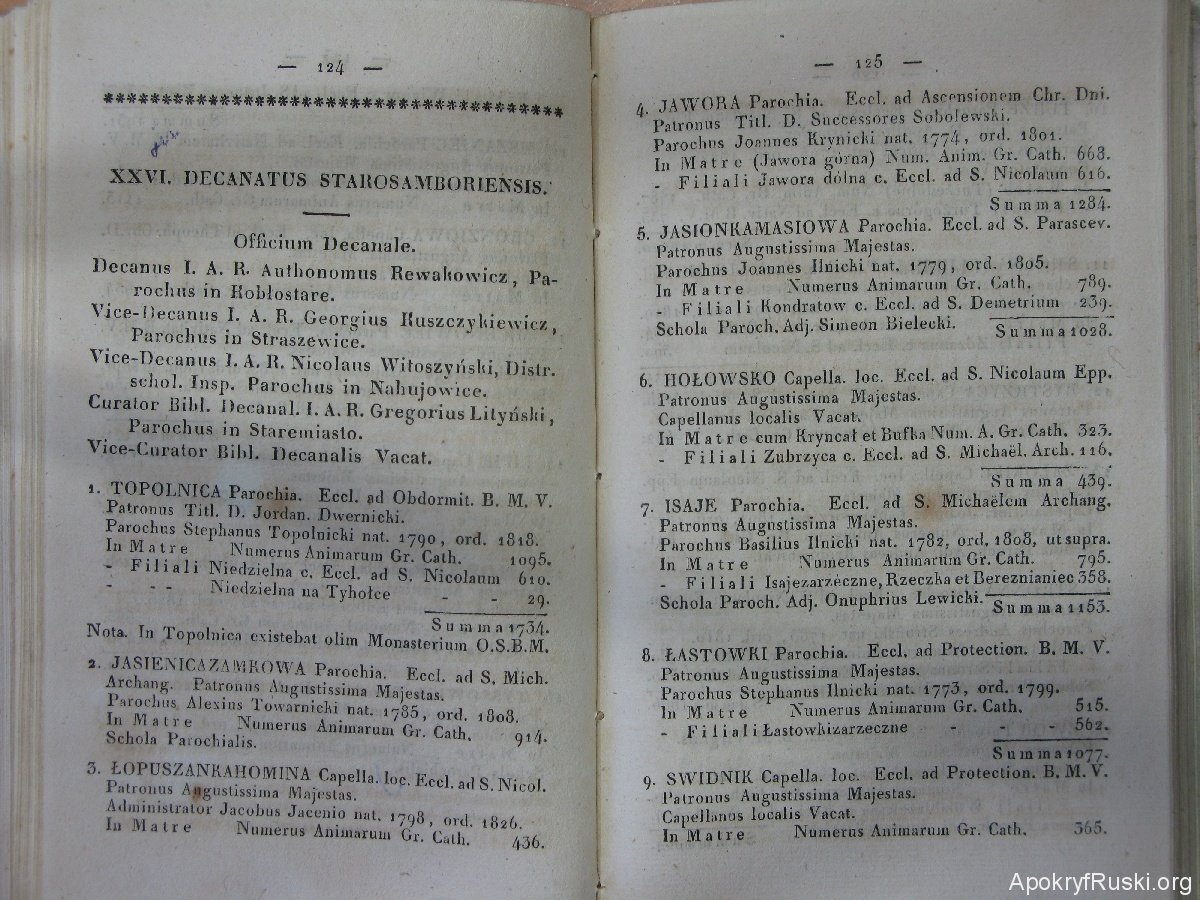 — 124 —
XXVI. DECANATUS STAROSAMBORIENSIS.
Officium Decanale.
Decanus I. A. R. Anthonomus Rewakowicz, Pa-
rochus in Kobłostare.
Vice-Decanus I. A. R. Georgius Kuszczykiewicz,
Parochus in Straszewice.
Vice-Decanus I. A. R. Nicolaus Witoszyński, Distr.
schol. Insp. Parochus in Nahujowice.
Curator Bibl. Decanal. I. A. R. Gregorius Lityński,
Parochus in Staremiasto.
Vice-Curator Bibl. Decanalis Vacat.
1. TOPOLNICA Parochia. Eccl. ad Obdormit. B. M. V.
Patronus Titl. D. Jordan. Dwernicki.
Parochus Stephanus Topolnicki nat. 1790, ord. 1818.
In Matre Numerus Animarum Gr. Cath. 1095.
- Filiali Niedzielna c. Eccl. ad S. Nicolaum 610.
- - - Niedzielna na Tyhołce - - 29.
Summa 1734.
Nota. In Topolnica existebat olim Monasterium O.S.B.M.
2. JASIENICAZAMKOWA Parochia. Eccl. ad S. Mich.
Archang. Patronus Augustissima Majestas.
Parochus Alexius Towarnicki nat. 1785, ord. 1808.
In Matre Numerus Animarum Gr. Cath. 914.
Schola Parochialis.
3. ŁOPUSZANKAHOMINA Capella. loc. Eccl. ad S. Nicol.
Patronus Augustissima Majestas.
Administrator Jacobus Jacenio nat. 1798, ord. 1826.
In Matre Numerus Animarum Gr. Cath. 436.
— 125 —
4. JAWORA Parochia. Eccl. ad Ascensionem Chr. Dni.
Patronus Titl. D. Successores Sobolewski.
Parochus Joannes Krynicki nat. 1774, ord. 1801.
In Matre (Jawora górna) Num. Anim. Gr. Cath. 668.
- Filiali Jawora dólna c. Eccl. ad S. Nicolaum 616.
Summa 1284.
5. JASIONKAMASIOWA Parochia. Eccl. ad S. Parascev.
Patronus Augustissima Majestas.
Parochus Joannes Ilnicki nat. 1779, ord. 1805.
In Matre Numerus Animarum Gr. Cath. 789.
- Filiali Kondratow c. Eccl. ad S. Demetrium 239.
Schola Paroch. Adj. Simeon Bielecki. Summa 1028.
6. HOŁOWSKO Capella. loc. Eccl. ad S. Nicolaum Epp.
Patronus Augustissima Majestas.
Capellanus localis Vacat.
In Matre cum Kryncał et Bufka Num. A. Gr. Cath. 323.
- Filiali Zubrzyca c. Eccl. ad S. Michaël. Arch. 116.
Summa 439.
7. ISAJE Parochia. Eccl. ad S. Michaëlem Archang.
Patronus Augustissima Majestas.
Parochus Basilius Ilnicki nat. 1782, ord. 1808, ut supra.
In Matre Numerus Animarum Gr. Cath. 795.
- Filiali Isajezarzéczne, Rzeczka et Bereznianiec 358.
Schola Paroch. Adj. Onuphrius Lewicki. Summa 1153.
8. ŁASTOWKI Parochia. Eccl. ad Protection. B. M. V.
Patronus Augustissima Majestas.
Parochus Stephanus Ilnicki nat. 1773, ord. 1799.
In Matre Numerus Animarum Gr. Cath. 515.
- Filiali Łastowkizarzeczne - - - 562.
Summa 1077.
9. SWIDNIK Capella. loc. Eccl. ad Protection. B. M. V.
Patronus Augustissima Majestas.
Capellanus localis Vacat.
In Matre Numerus Animarum Gr. Cath. 365.
ApokryfRuski.org